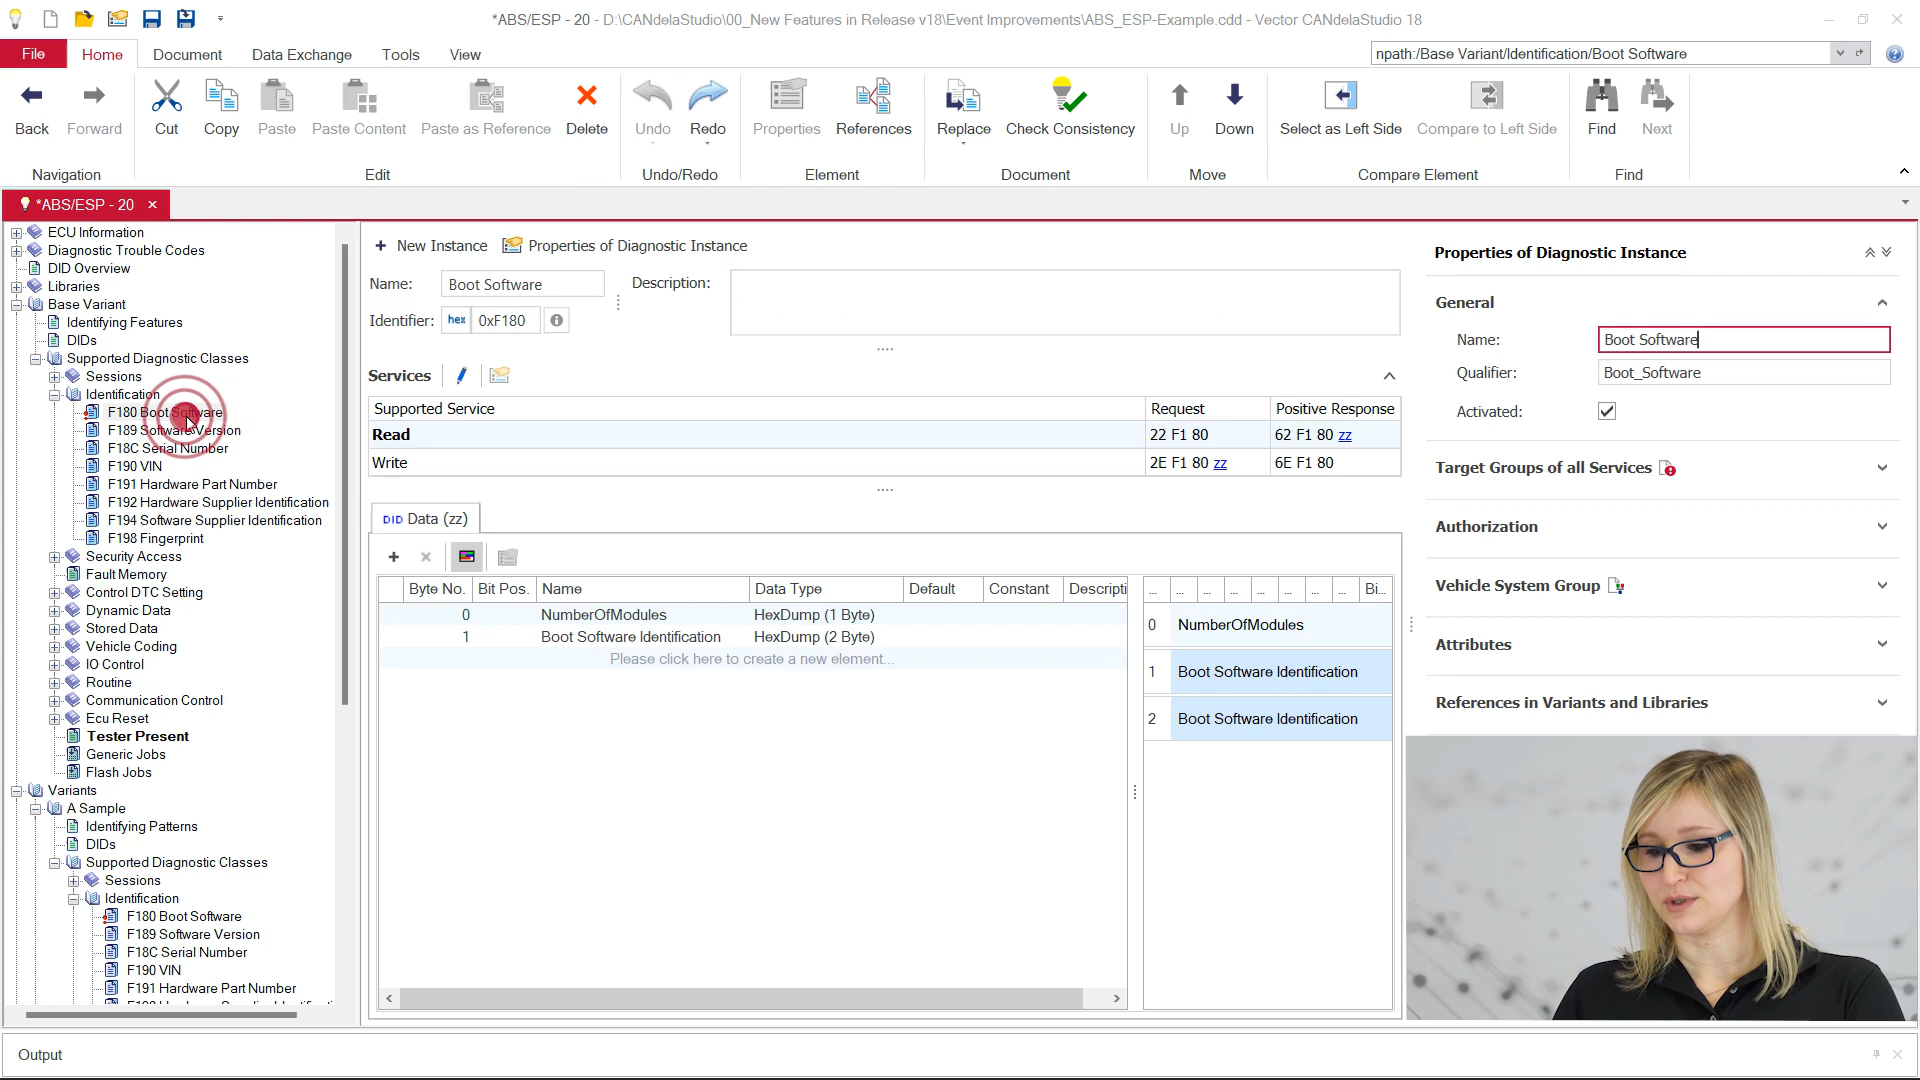 *ABS/ESP - 20 - D:\CANdelaStudio\00_New Features in Release v18\Event Improvements\ABS_ESP-Example.cdd - Vector CANdelaStudio 18
File Home Document Data Exchange Tools View
npath:/Base Variant/Identification/Boot Software
Back Forward Cut Copy Paste Paste Content Paste as Reference Delete Undo Redo Properties References Replace Check Consistency Up Down Select as Left Side Compare to Left Side Find Next
Navigation Edit Undo/Redo Element Document Move Compare Element Find
*ABS/ESP - 20
ECU Information
Diagnostic Trouble Codes
DID Overview
Libraries
Base Variant
Identifying Features
DIDs
Supported Diagnostic Classes
Sessions
Identification
F180 Boot Software
F189 Software Version
F18C Serial Number
F190 VIN
F191 Hardware Part Number
F192 Hardware Supplier Identification
F194 Software Supplier Identification
F198 Fingerprint
Security Access
Fault Memory
Control DTC Setting
Dynamic Data
Stored Data
Vehicle Coding
IO Control
Routine
Communication Control
Ecu Reset
Tester Present
Generic Jobs
Flash Jobs
Variants
A Sample
Identifying Patterns
DIDs
Supported Diagnostic Classes
Sessions
Identification
F180 Boot Software
F189 Software Version
F18C Serial Number
F190 VIN
F191 Hardware Part Number
New Instance Properties of Diagnostic Instance
Name: Boot Software Description:
Identifier: hex 0xF180
Services
Supported Service Request Positive Response
Read 22 F1 80 62 F1 80 zz
Write 2E F1 80 zz 6E F1 80
DID Data (zz)
Byte No. Bit Pos. Name Data Type Default Constant Descripti
0 NumberOfModules HexDump (1 Byte)
1 Boot Software Identification HexDump (2 Byte)
Please click here to create a new element...
... ... ... ... ... ... ... ... Bi...
0 NumberOfModules
1 Boot Software Identification
2 Boot Software Identification
Properties of Diagnostic Instance
General
Name: Boot Software
Qualifier: Boot_Software
Activated:
Target Groups of all Services
Authorization
Vehicle System Group
Attributes
References in Variants and Libraries
Output